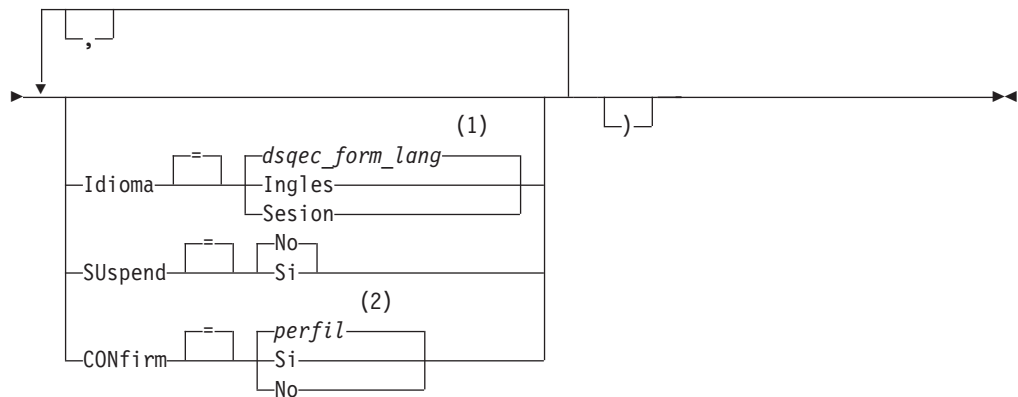 ,
)
(1)
dsqec_form_lang
Idioma = Ingles
Sesion
No
SUspend = Si
(2)
perfil
CONfirm = Si
No